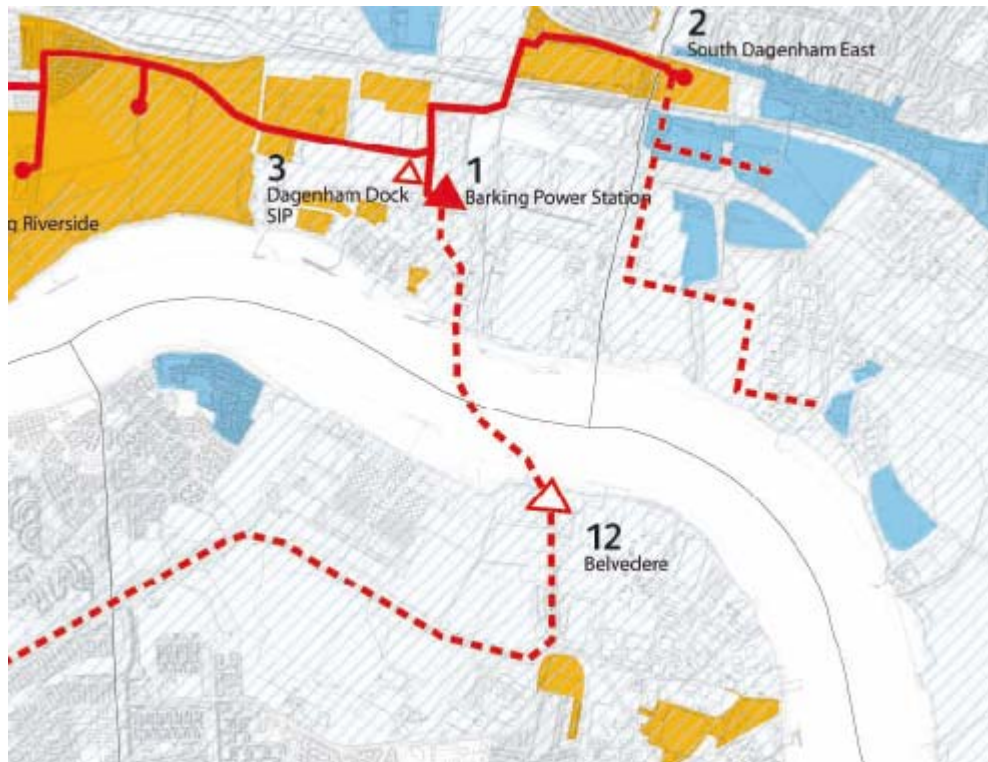 2
South Dagenham East
3
Dagenham Dock
SIP
1
Barking Power Station
g Riverside
12
Belvedere